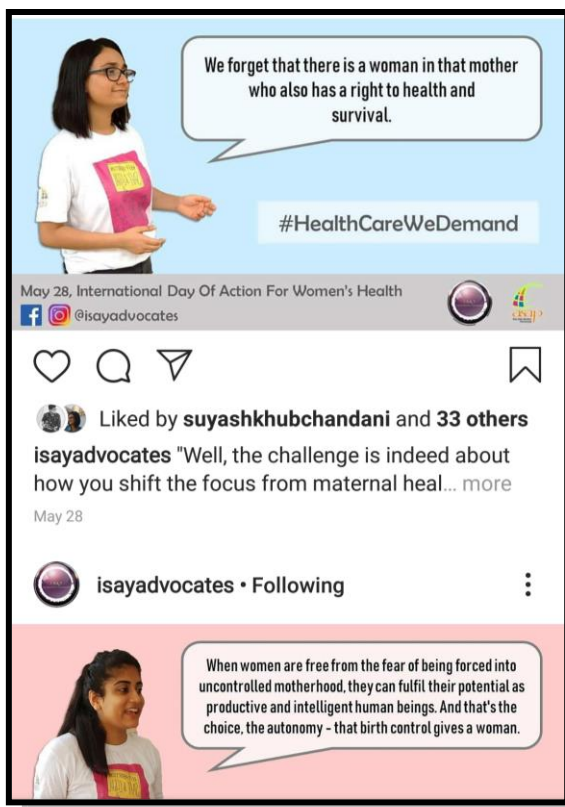 We forget that there is a woman in that mother
who also has a right to health and
survival.
#HealthCareWeDemand
May 28, International Day Of Action For Women's Health
@isayadvocates
asap
Liked by suyashkhubchandani and 33 others
isayadvocates "Well, the challenge is indeed about
how you shift the focus from maternal heal... more
May 28
isayadvocates • Following
When women are free from the fear of being forced into
uncontrolled motherhood, they can fulfil their potential as
productive and intelligent human beings. And that's the
choice, the autonomy - that birth control gives a woman.